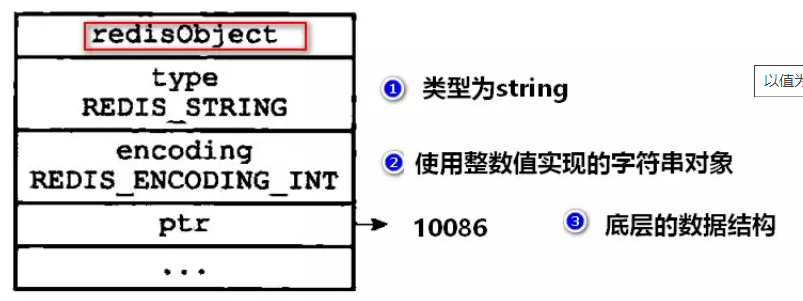 redisObject
type
REDIS_STRING
1 类型为string
encoding
REDIS_ENCODING_INT
2 使用整数值实现的字符串对象
ptr
10086
3 底层的数据结构
...
以值为